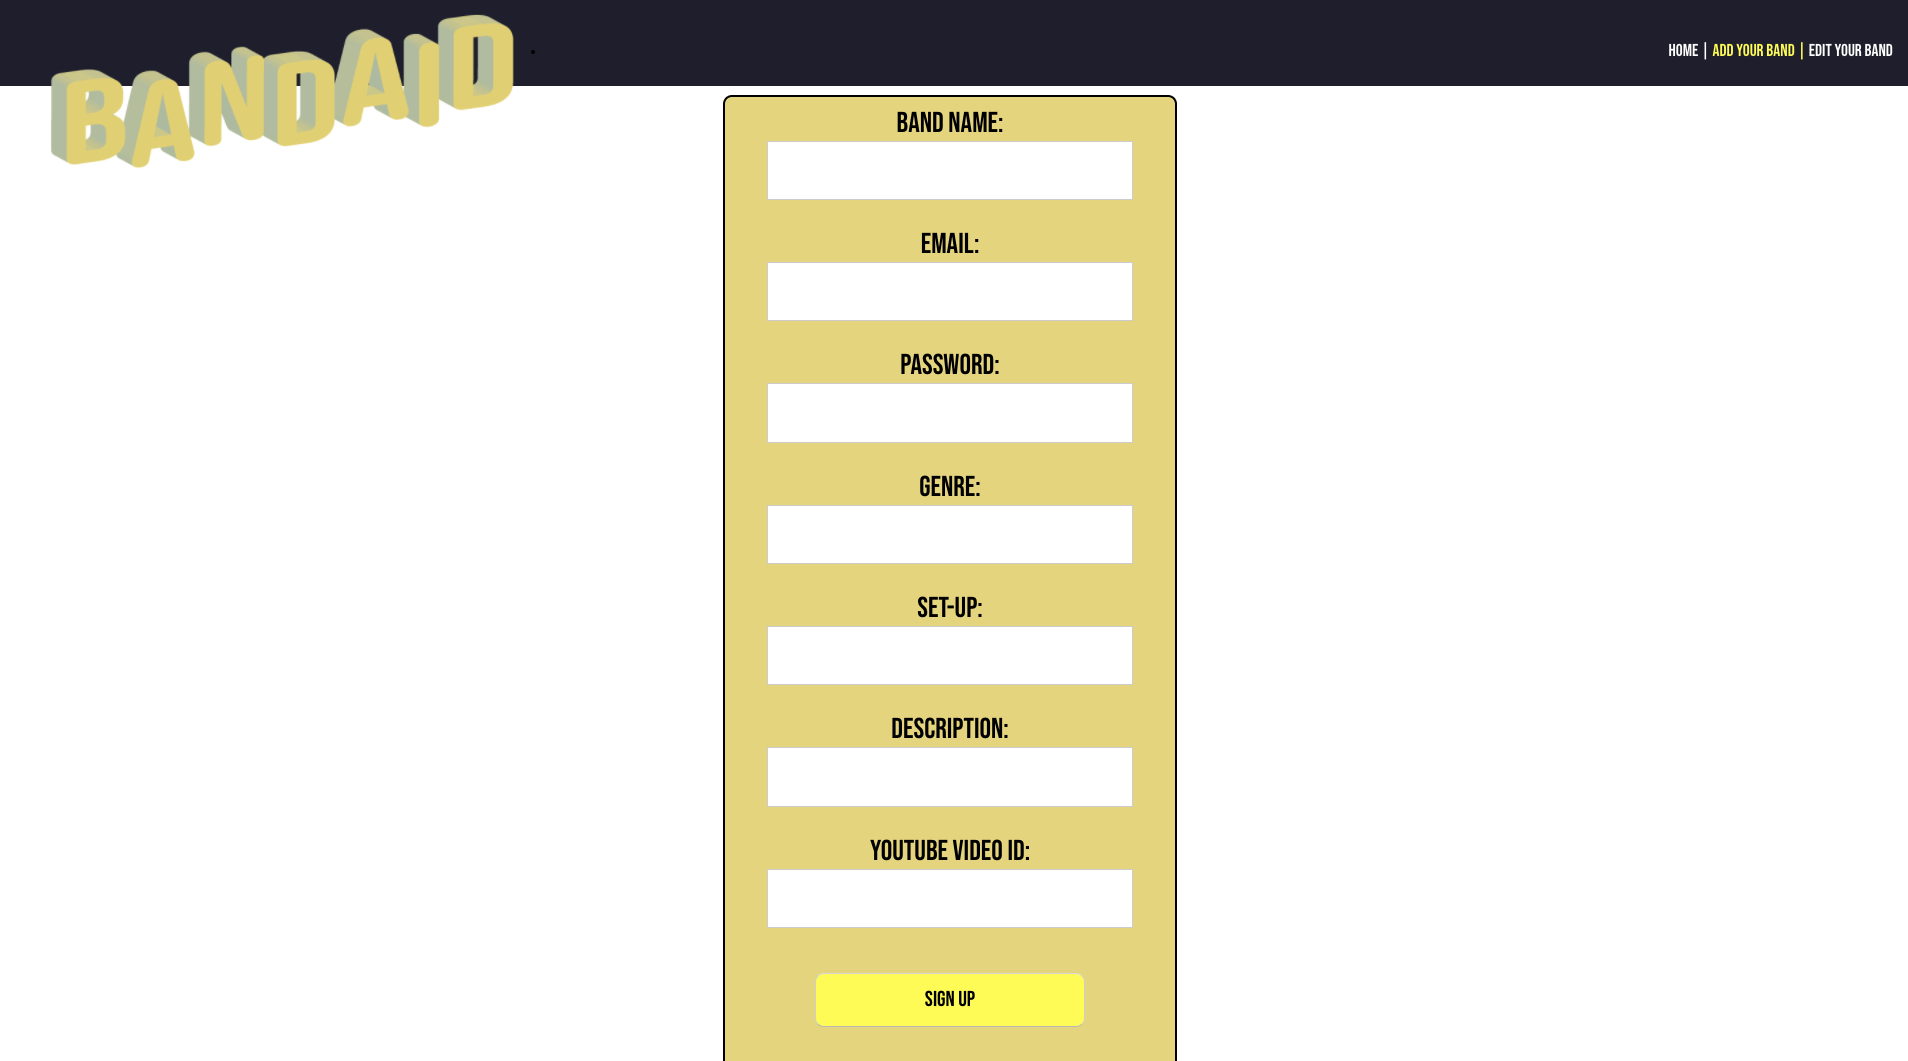 BANDAID
HOME | ADD YOUR BAND | EDIT YOUR BAND
BAND NAME:
EMAIL:
PASSWORD:
GENRE:
SET-UP:
DESCRIPTION:
YOUTUBE VIDEO ID:
SIGN UP